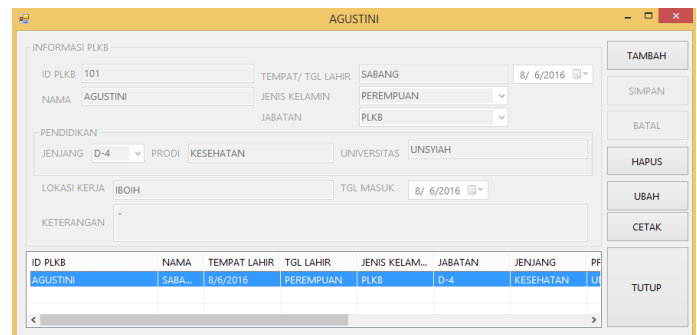 AGUSTINI
INFORMASI PLKB
ID PLKB 101 TEMPAT/ TGL LAHIR SABANG 8/ 6/2016
NAMA AGUSTINI JENIS KELAMIN PEREMPUAN
JABATAN PLKB
PENDIDIKAN
JENJANG D-4 PRODI KESEHATAN UNIVERSITAS UNSYIAH
LOKASI KERJA IBOIH TGL MASUK 8/ 6/2016
KETERANGAN -
TAMBAH
SIMPAN
BATAL
HAPUS
UBAH
CETAK
TUTUP
ID PLKB NAMA TEMPAT LAHIR TGL LAHIR JENIS KELAM... JABATAN JENJANG PF
AGUSTINI SABA... 8/6/2016 PEREMPUAN PLKB D-4 KESEHATAN